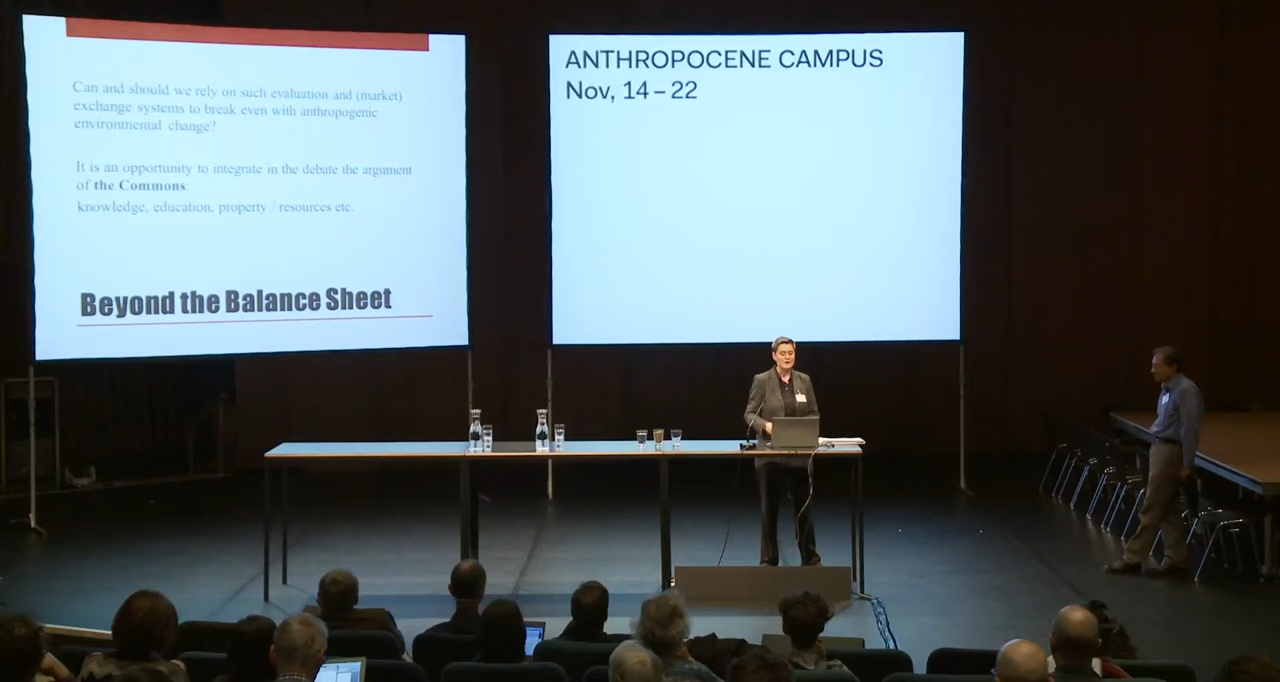 Can and should we rely on such evaluation and (market)
exchange systems to break even with anthropogenic
environmental change?
It is an opportunity to integrate in the debate the argument
of the Commons:
knowledge, education, property / resources etc.
Beyond the Balance Sheet
ANTHROPOCENE CAMPUS
Nov, 14 – 22